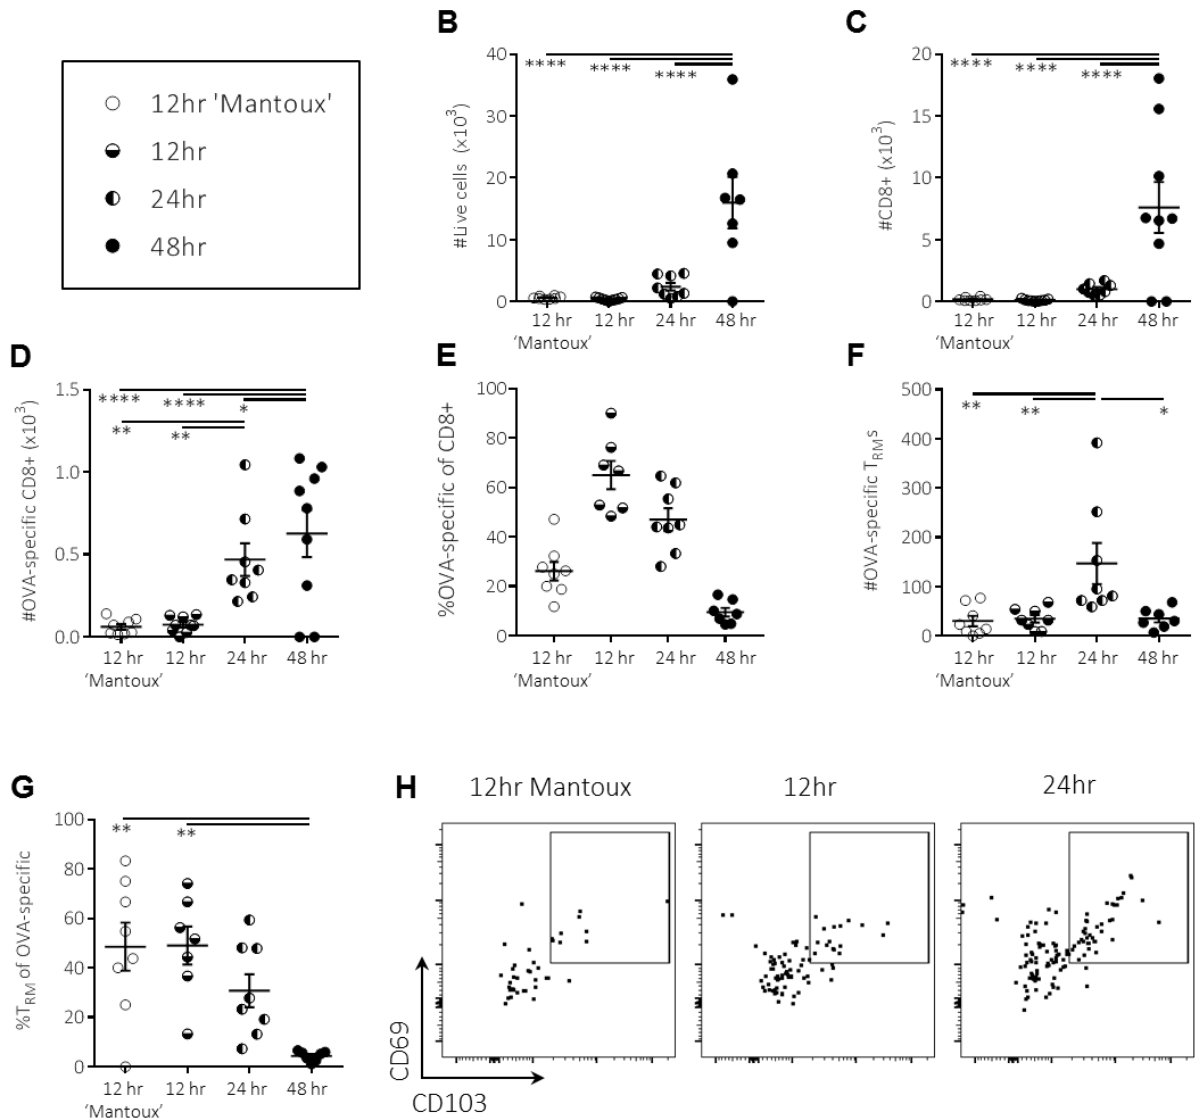 12hr 'Mantoux'
12hr
24hr
48hr
B
#Live cells (x10³)
40
30
20
10
0
****
****
****
12 hr
'Mantoux'
12 hr
24 hr
48 hr
C
#CD8+ (x10³)
20
15
10
5
0
****
****
****
12 hr
'Mantoux'
12 hr
24 hr
48 hr
D
#OVA-specific CD8+ (x10³)
1.5
1.0
0.5
0.0
****
****
*
**
**
12 hr
'Mantoux'
12 hr
24 hr
48 hr
E
%OVA-specific of CD8+
100
80
60
40
20
0
12 hr
'Mantoux'
12 hr
24 hr
48 hr
F
#OVA-specific TRMs
500
400
300
200
100
0
**
**
*
12 hr
'Mantoux'
12 hr
24 hr
48 hr
G
%TRM of OVA-specific
100
80
60
40
20
0
**
**
12 hr
'Mantoux'
12 hr
24 hr
48 hr
H
12hr Mantoux
12hr
24hr
CD69
CD103